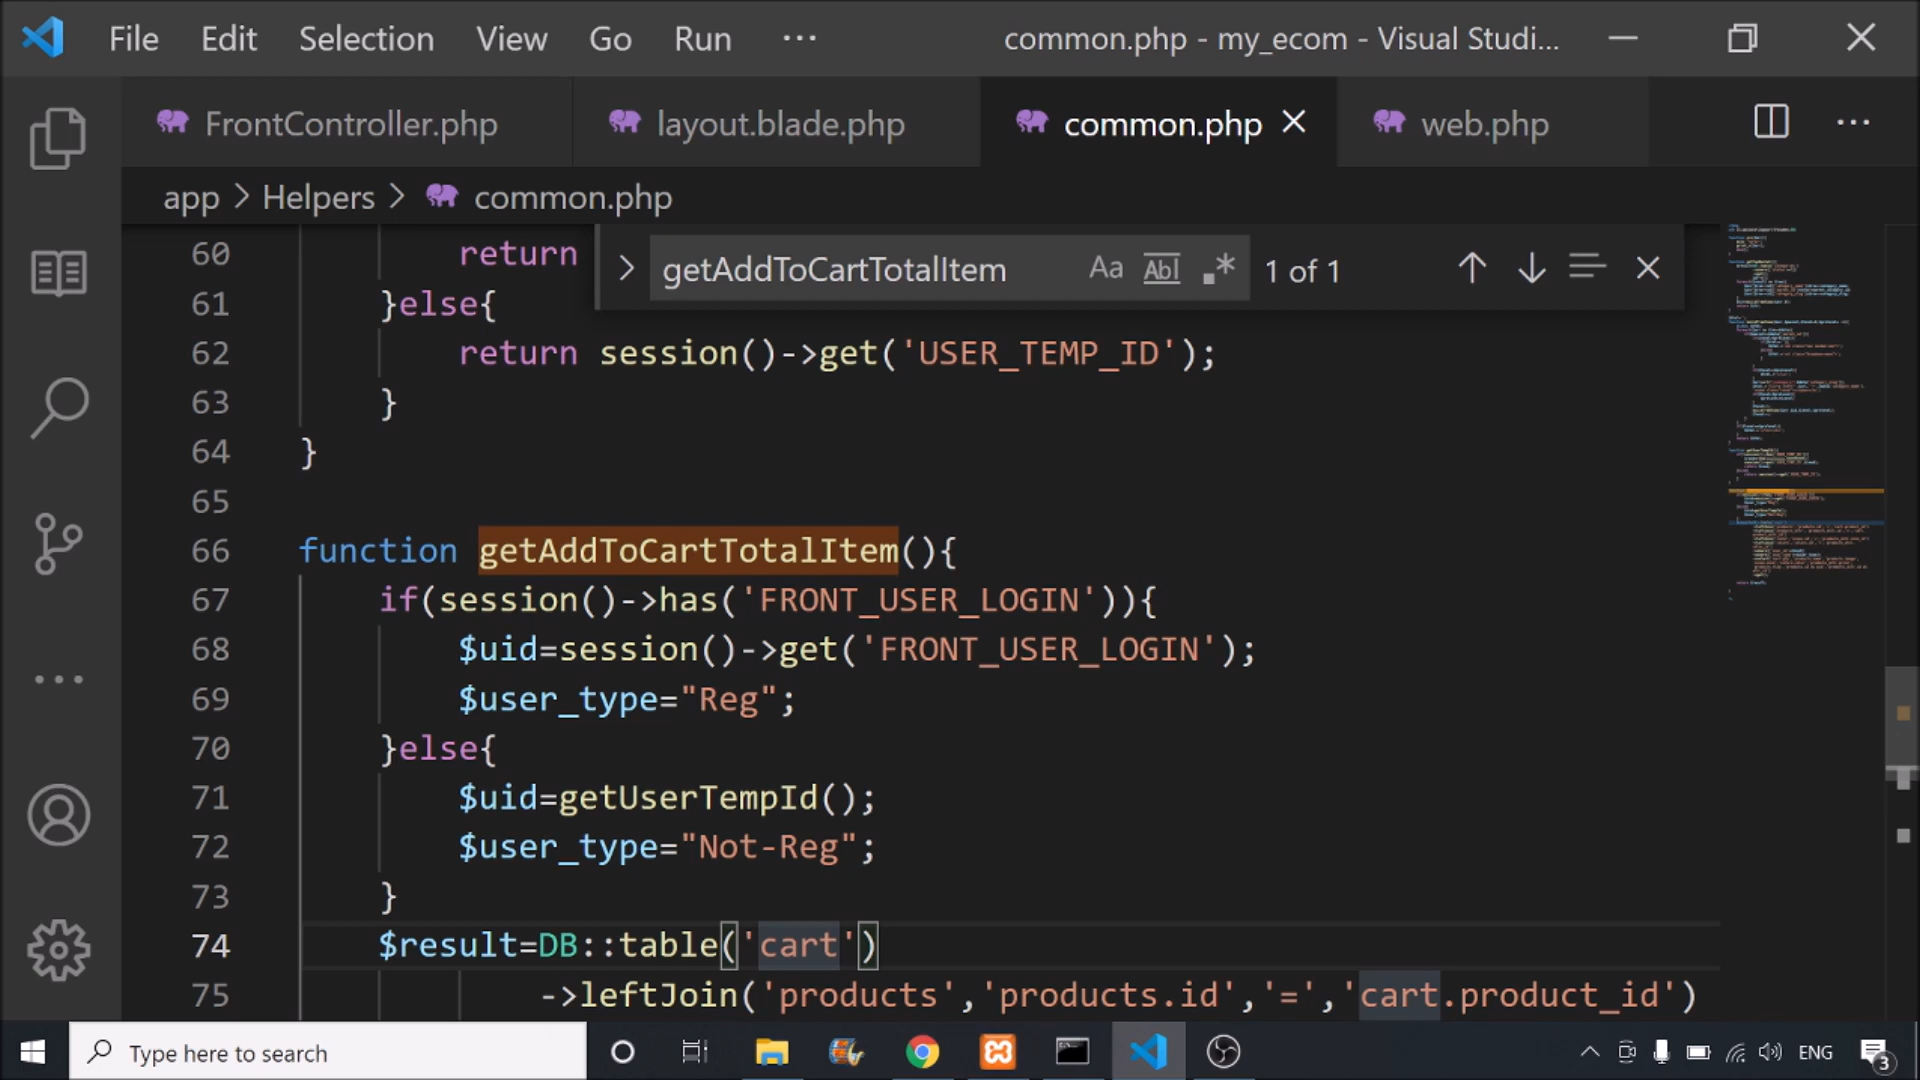 File Edit Selection View Go Run ··· common.php - my_ecom - Visual Studi...
FrontController.php layout.blade.php common.php web.php ···
app > Helpers > common.php
getAddToCartTotalItem Aa Abl .* 1 of 1
60 return
61 }else{
62 return session()->get('USER_TEMP_ID');
63 }
64 }
65
66 function getAddToCartTotalItem(){
67 if(session()->has('FRONT_USER_LOGIN')){
68 $uid=session()->get('FRONT_USER_LOGIN');
69 $user_type="Reg";
70 }else{
71 $uid=getUserTempId();
72 $user_type="Not-Reg";
73 }
74 $result=DB::table('cart')
75 ->leftJoin('products','products.id','=','cart.product_id')
Type here to search ENG 3